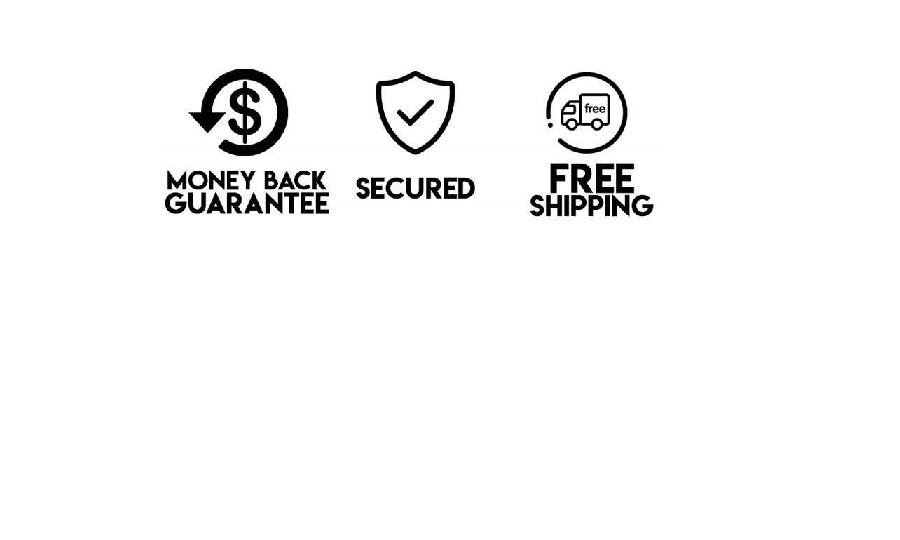 $
MONEY BACK
GUARANTEE
SECURED
free
FREE
SHIPPING